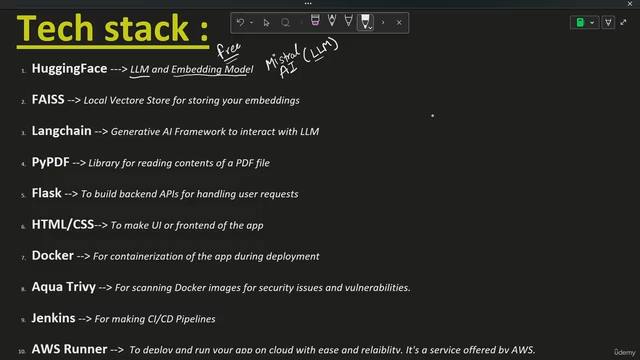 Tech stack :
free
Mistral (LLM)
AI
1. HuggingFace ---> LLM and Embedding Model
2. FAISS --> Local Vectore Store for storing your embeddings
3. Langchain --> Generative AI Framework to interact with LLM
4. PyPDF --> Library for reading contents of a PDF file
5. Flask --> To build backend APIs for handling user requests
6. HTML/CSS--> To make UI or frontend of the app
7. Docker --> For containerization of the app during deployment
8. Aqua Trivy --> For scanning Docker images for security issues and vulnerabilities.
9. Jenkins --> For making CI/CD Pipelines
10. AWS Runner --> To deploy and run your app on cloud with ease and relaiblity. It's a service offered by AWS.
ûdemy